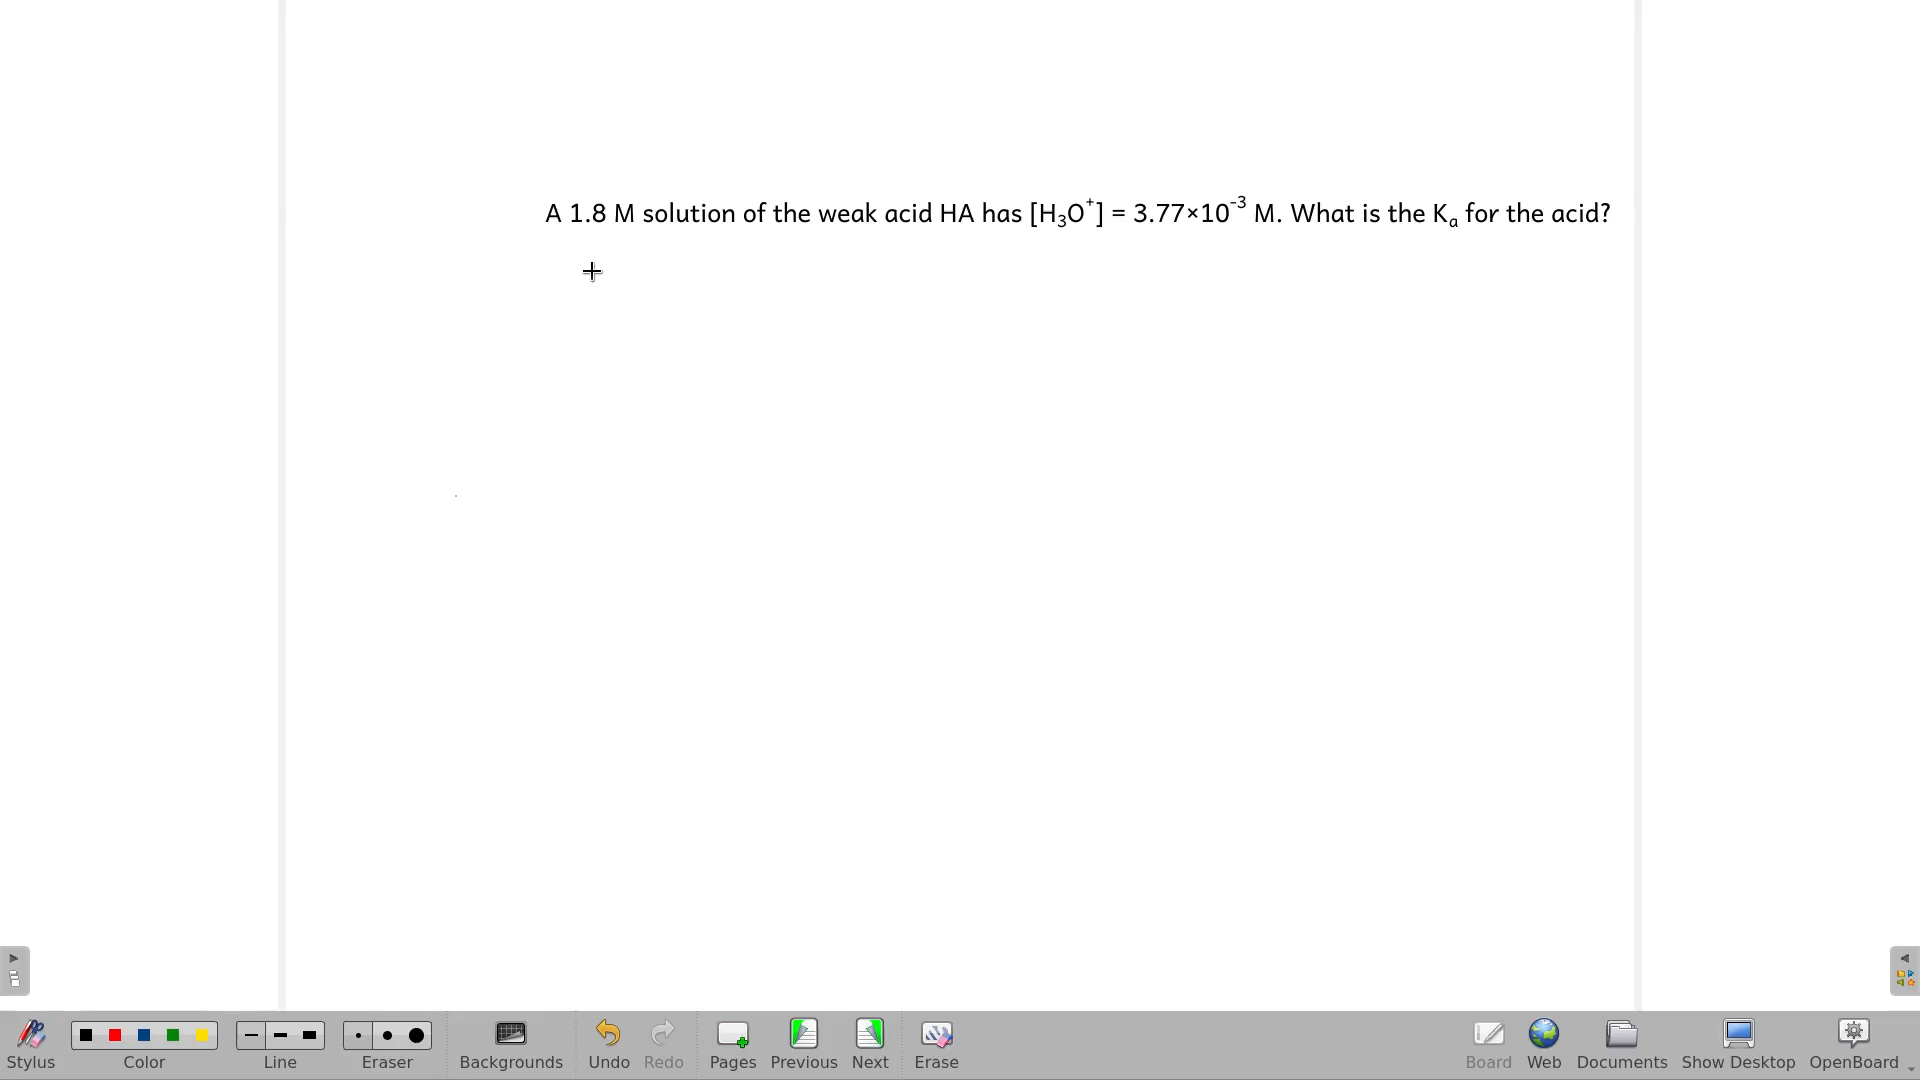 A 1.8 M solution of the weak acid HA has [H₃O⁺] = 3.77×10⁻³ M. What is the Kₐ for the acid?
Stylus
Color
Line
Eraser
Backgrounds
Undo
Redo
Pages
Previous
Next
Erase
Board
Web
Documents
Show Desktop
OpenBoard